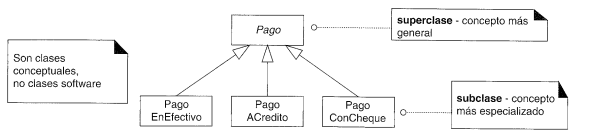 Pago
superclase - concepto más
general
Son clases
conceptuales,
no clases software
Pago
EnEfectivo
Pago
ACredito
Pago
ConCheque
subclase - concepto
más especializado